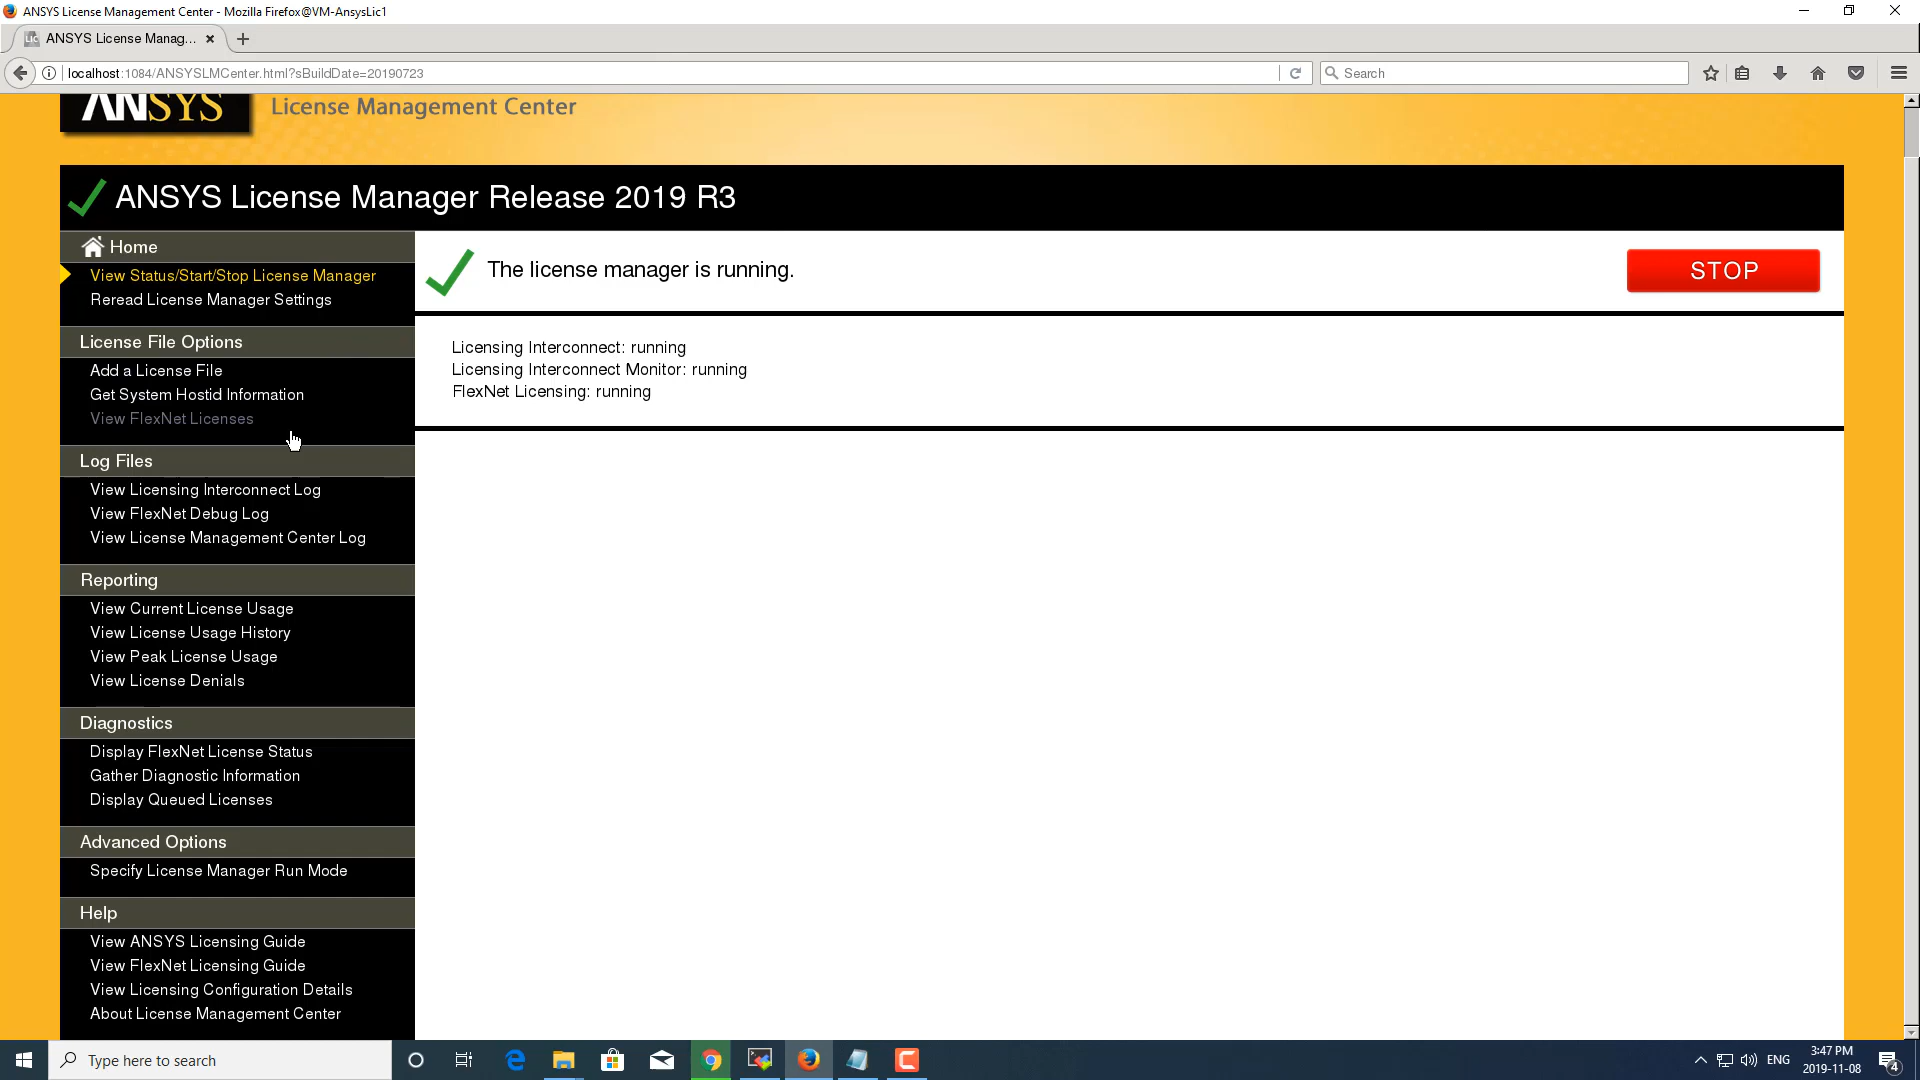 ANSYS License Management Center - Mozilla Firefox@VM-AnsysLic1
ANSYS License Manag...
localhost:1084/ANSYSLMCenter.html?sBuildDate=20190723
Search
ANSYS
License Management Center
ANSYS License Manager Release 2019 R3
Home
View Status/Start/Stop License Manager
Reread License Manager Settings
License File Options
Add a License File
Get System Hostid Information
View FlexNet Licenses
Log Files
View Licensing Interconnect Log
View FlexNet Debug Log
View License Management Center Log
Reporting
View Current License Usage
View License Usage History
View Peak License Usage
View License Denials
Diagnostics
Display FlexNet License Status
Gather Diagnostic Information
Display Queued Licenses
Advanced Options
Specify License Manager Run Mode
Help
View ANSYS Licensing Guide
View FlexNet Licensing Guide
View Licensing Configuration Details
About License Management Center
The license manager is running.
STOP
Licensing Interconnect: running
Licensing Interconnect Monitor: running
FlexNet Licensing: running
Type here to search
ENG
3:47 PM
2019-11-08
4